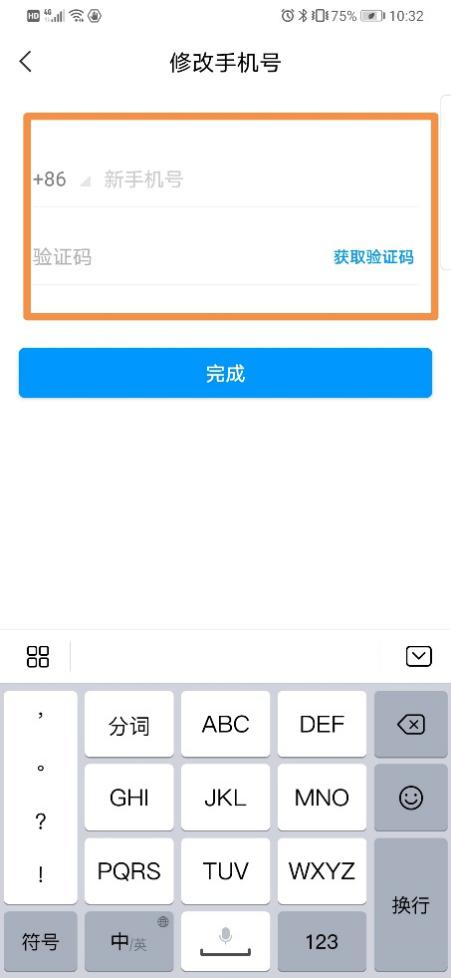 HD 4G 75% 10:32
修改手机号
+86 新手机号
验证码 获取验证码
完成
， 分词 ABC DEF
。
GHI JKL MNO
？
PQRS TUV WXYZ
！
换行
符号 中/英 123